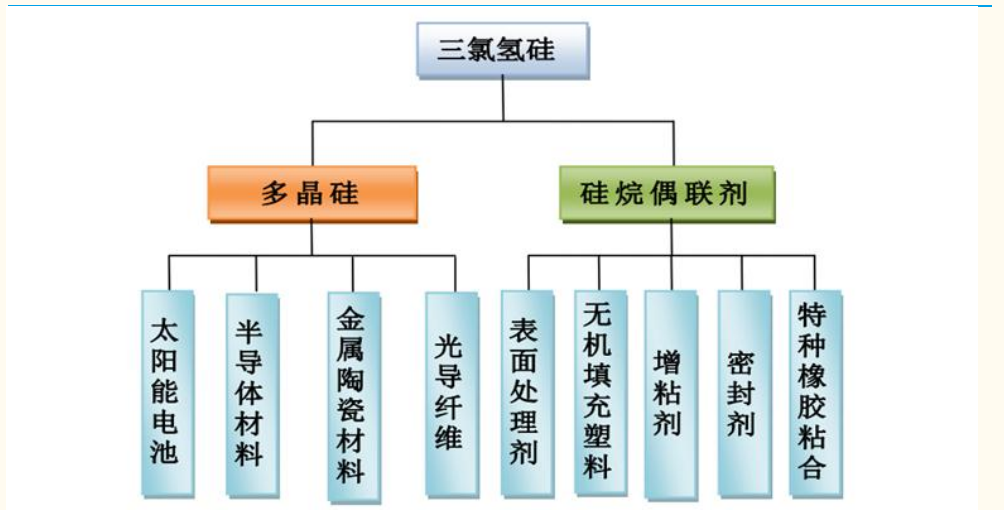 三氯氢硅
多晶硅
硅烷偶联剂
太阳能电池
半导体材料
金属陶瓷材料
光导纤维
表面处理剂
无机填充塑料
增粘剂
密封剂
特种橡胶粘合